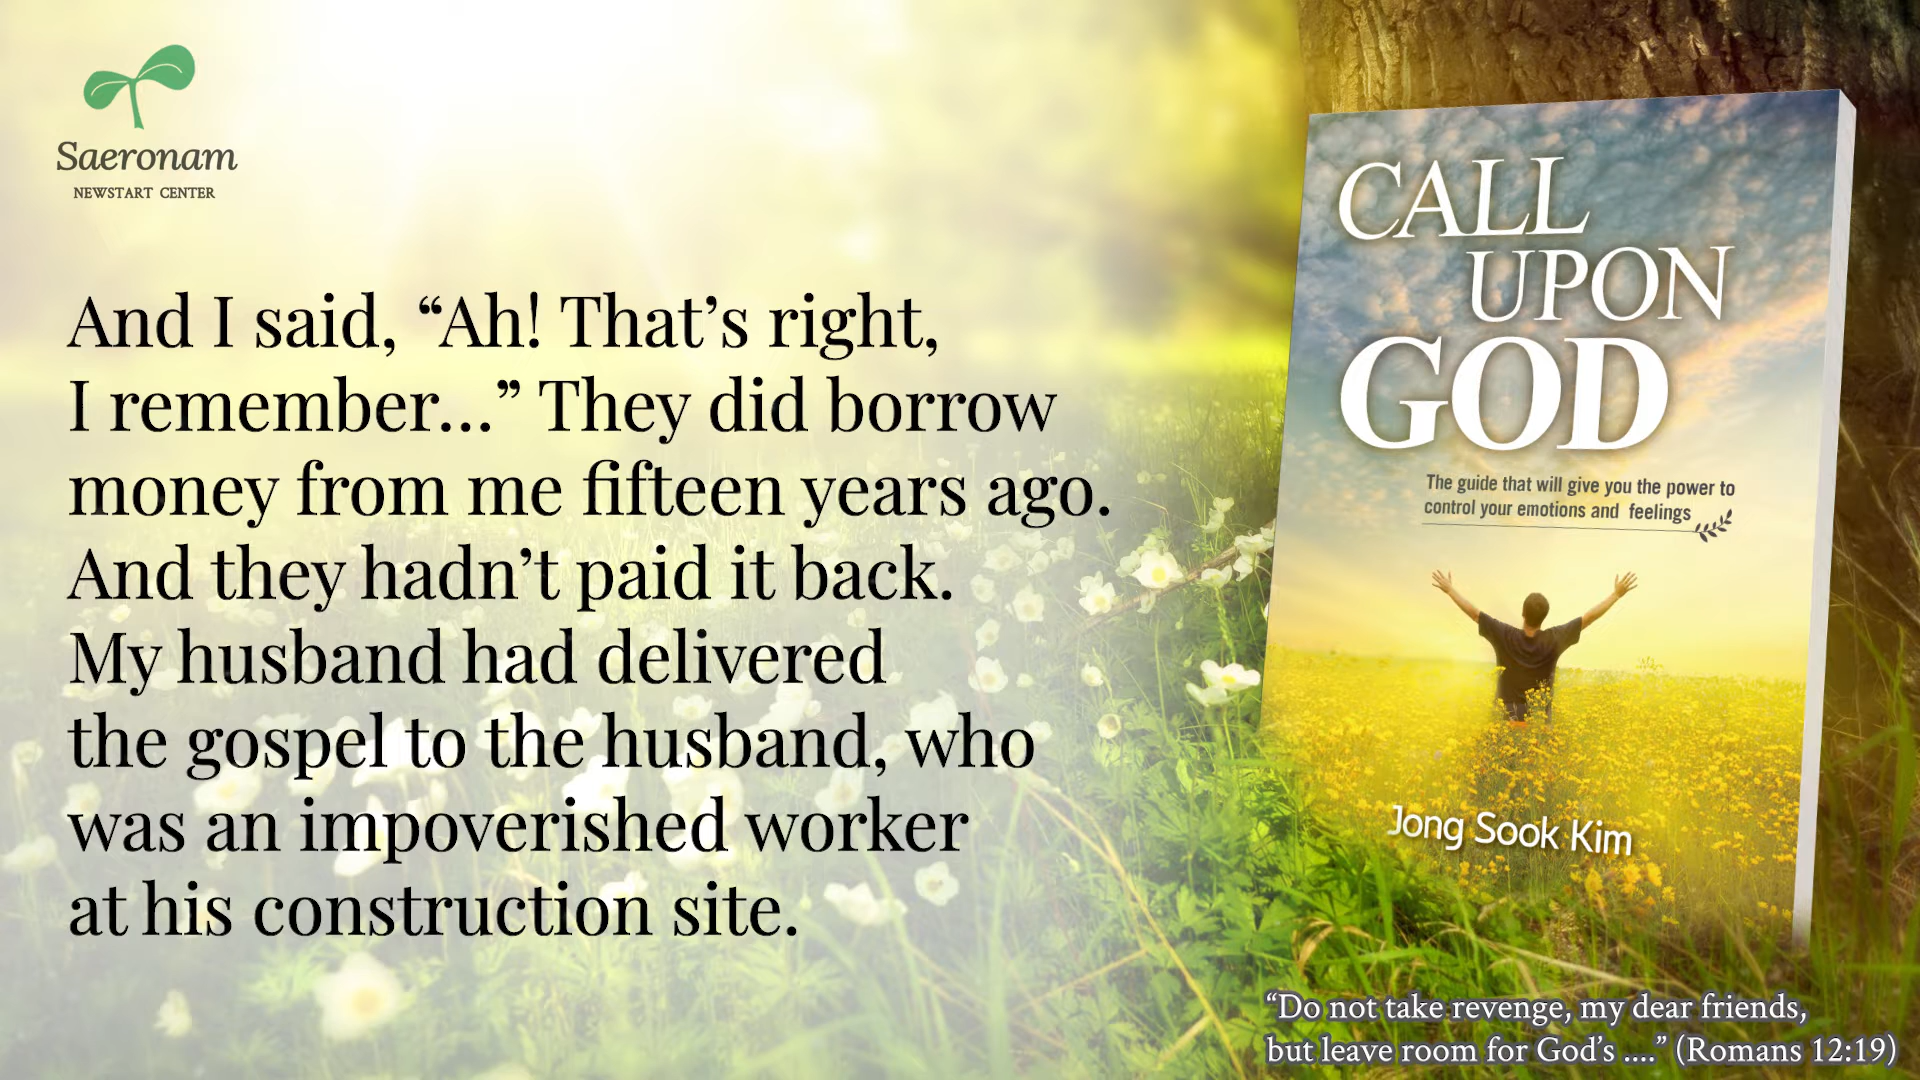 Saeronam
NEWSTART CENTER
And I said, “Ah! That’s right,
I remember...” They did borrow
money from me fifteen years ago.
And they hadn’t paid it back.
My husband had delivered
the gospel to the husband, who
was an impoverished worker
at his construction site.
CALL
UPON
GOD
The guide that will give you the power to
control your emotions and feelings
Jong Sook Kim
“Do not take revenge, my dear friends,
but leave room for God’s ....” (Romans 12:19)